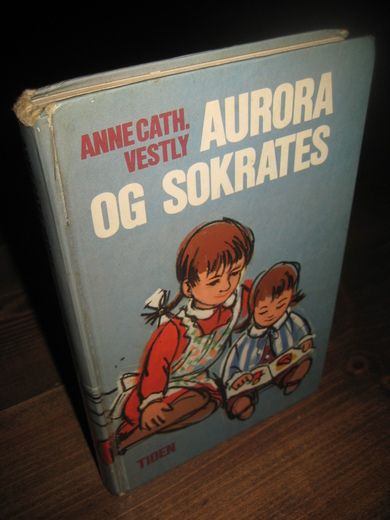 ANNE CATH.
VESTLY
AURORA
OG SOKRATES
TIDEN